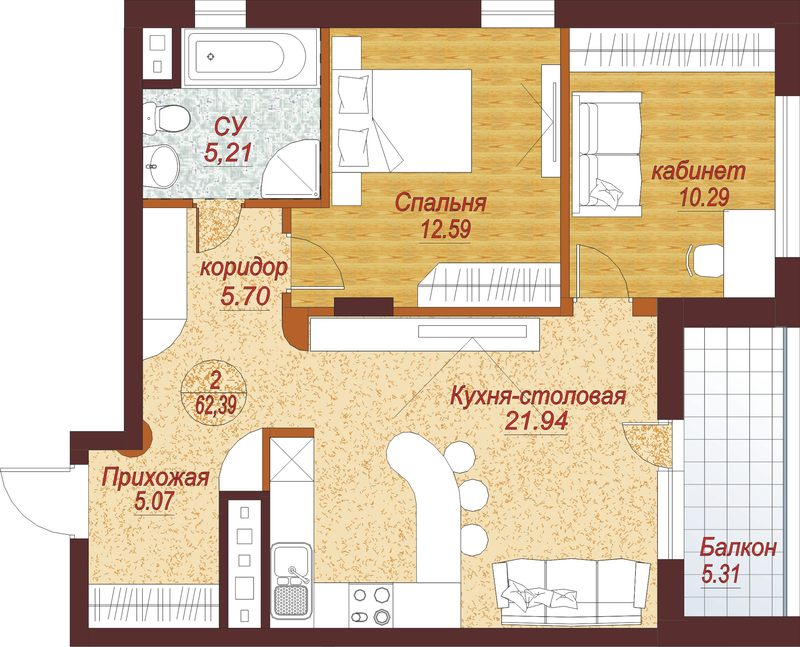 СУ
5,21
Спальня
12.59
кабинет
10.29
коридор
5.70
2
62,39
Кухня-столовая
21.94
Прихожая
5.07
Балкон
5.31